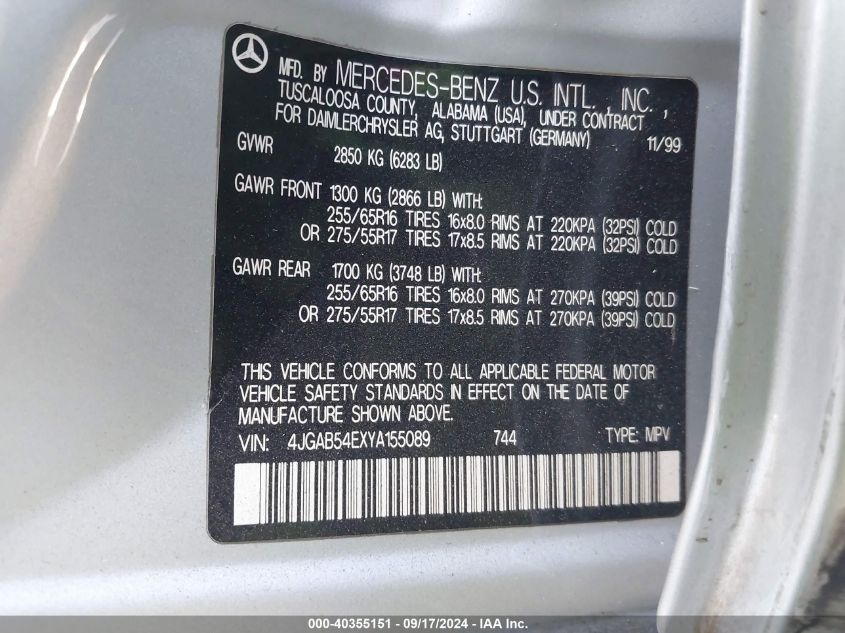 MFD. BY MERCEDES-BENZ U.S. INTL., INC.,
TUSCALOOSA COUNTY, ALABAMA (USA), UNDER CONTRACT
FOR DAIMLERCHRYSLER AG, STUTTGART (GERMANY) 11/99
GVWR 2850 KG (6283 LB)
GAWR FRONT 1300 KG (2866 LB) WITH:
255/65R16 TIRES 16x8.0 RIMS AT 220KPA (32PSI) COLD
OR 275/55R17 TIRES 17x8.5 RIMS AT 220KPA (32PSI) COLD
GAWR REAR 1700 KG (3748 LB) WITH:
255/65R16 TIRES 16x8.0 RIMS AT 270KPA (39PSI) COLD
OR 275/55R17 TIRES 17x8.5 RIMS AT 270KPA (39PSI) COLD
THIS VEHICLE CONFORMS TO ALL APPLICABLE FEDERAL MOTOR
VEHICLE SAFETY STANDARDS IN EFFECT ON THE DATE OF
MANUFACTURE SHOWN ABOVE.
VIN: 4JGAB54EXYA155089 744 TYPE: MPV
000-40355151 - 09/17/2024 - IAA Inc.